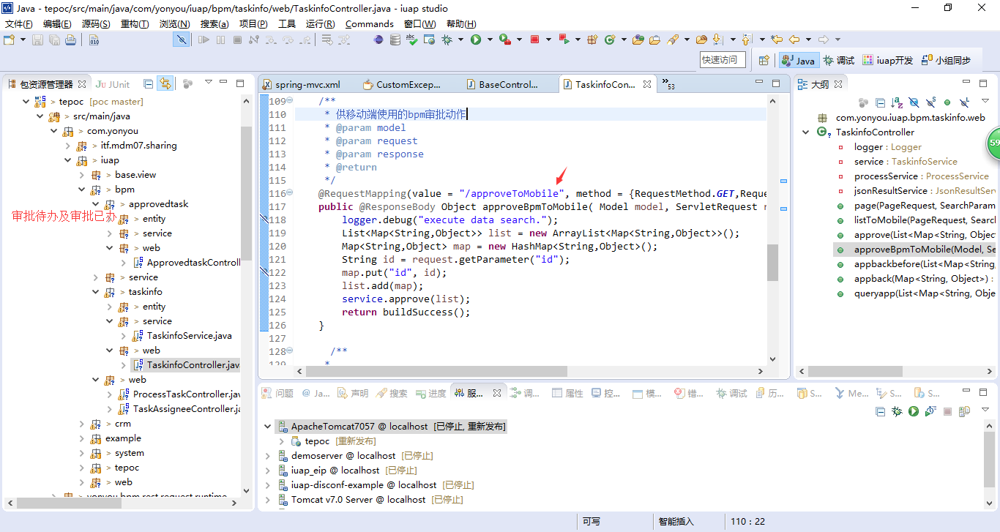 Java - tepoc/src/main/java/com/yonyou/iuap/bpm/taskinfo/web/TaskinfoController.java - iuap studio
文件(F) 编辑(E) 源码(S) 重构(T) 浏览(N) 搜索(a) 项目(P) 工具 运行(R) Commands 窗口(W) 帮助(H)
快速访问 Java 调试 iuap开发 小组同步
包资源管理器 JUnit
> tepoc [poc master]
> src/main/java
> com.yonyou
> itf.mdm07.sharing
> iuap
> base.view
> bpm
> approvedtask
审批待办及审批已办
> entity
> service
> web
ApprovedtaskControll
> service
> taskinfo
> entity
> service
> TaskinfoService.java
> web
TaskinfoController.java
> web
> ProcessTaskController.jav
> TaskAssigneeController.ja
> crm
example
> system
> tepoc
> web
> yonyou.bpm.rest.request.runtime
spring-mvc.xml CustomExcep... BaseControl... TaskinfoCon... »53
109 /**
110 * 供移动端使用的bpm审批动作
111 * @param model
112 * @param request
113 * @param response
114 * @return
115 */
116 @RequestMapping(value = "/approveToMobile", method = {RequestMethod.GET,Reque
117 public @ResponseBody Object approveBpmToMobile( Model model, ServletRequest r
118 logger.debug("execute data search.");
119 List<Map<String,Object>> list = new ArrayList<Map<String,Object>>();
120 Map<String,Object> map = new HashMap<String,Object>();
121 String id = request.getParameter("id");
122 map.put("id", id);
123 list.add(map);
124 service.approve(list);
125 return buildSuccess();
126 }
127
128 /**
129 *
大纲
com.yonyou.iuap.bpm.taskinfo.web
TaskinfoController
logger : Logger
service : TaskinfoService
processService : ProcessService
jsonResultService : JsonResultServ
page(PageRequest, SearchParam
listToMobile(PageRequest, Search
approve(List<Map<String, Object
approveBpmToMobile(Model, Se
appbackbefore(List<Map<String,
appback(Map<String, Object>) :
queryapp(List<Map<String, Obje
59
问题 @ Ja... 声明 搜索 进度 服... 调... 属性 控... 模... 错... 调试 历... S... Me... S... S...
ApacheTomcat7057 @ localhost [已停止, 重新发布]
tepoc [重新发布]
demoserver @ localhost [已停止]
iuap_eip @ localhost [已停止]
iuap-disconf-example @ localhost [已停止]
Tomcat v7.0 Server @ localhost [已停止]
可写 智能插入 110 : 22